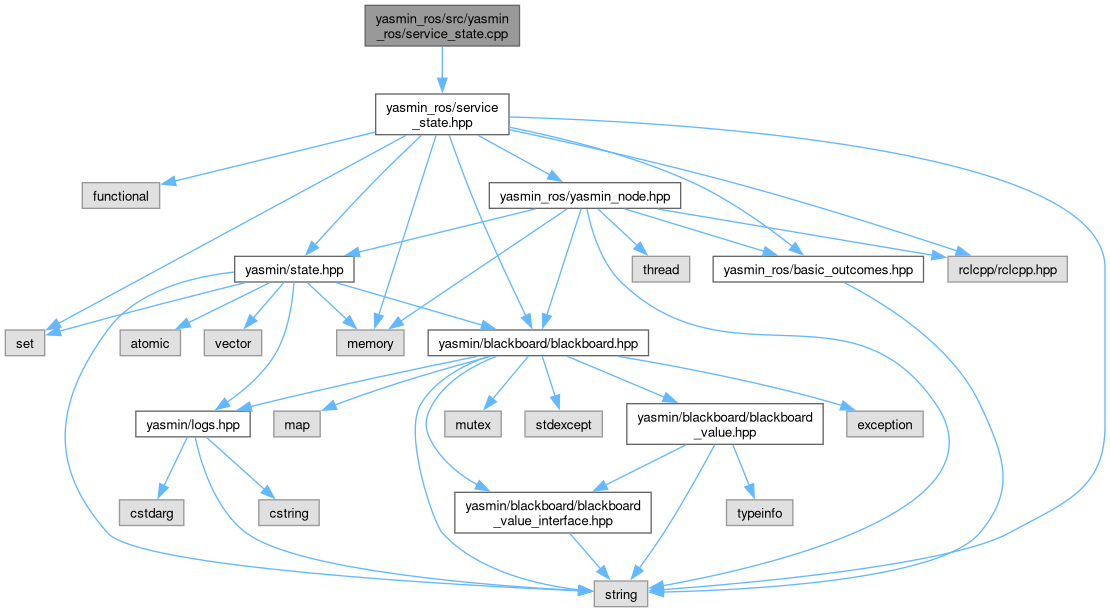 yasmin_ros/src/yasmin
_ros/service_state.cpp
yasmin_ros/service
_state.hpp
functional
yasmin_ros/yasmin_node.hpp
yasmin/state.hpp
thread
yasmin_ros/basic_outcomes.hpp
rclcpp/rclcpp.hpp
set
atomic
vector
memory
yasmin/blackboard/blackboard.hpp
yasmin/logs.hpp
map
mutex
stdexcept
yasmin/blackboard/blackboard
_value.hpp
exception
cstdarg
cstring
yasmin/blackboard/blackboard
_value_interface.hpp
typeinfo
string